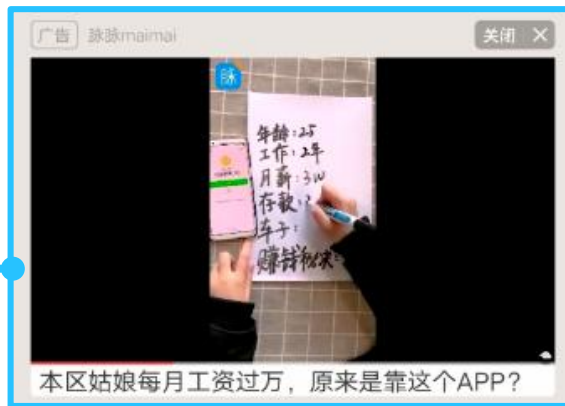 广告 脉脉maimai 关闭 X
脉
年龄:25
工作:2年
月薪:3W
存款:
车子:
赚钱秘诀:
本区姑娘每月工资过万，原来是靠这个APP?